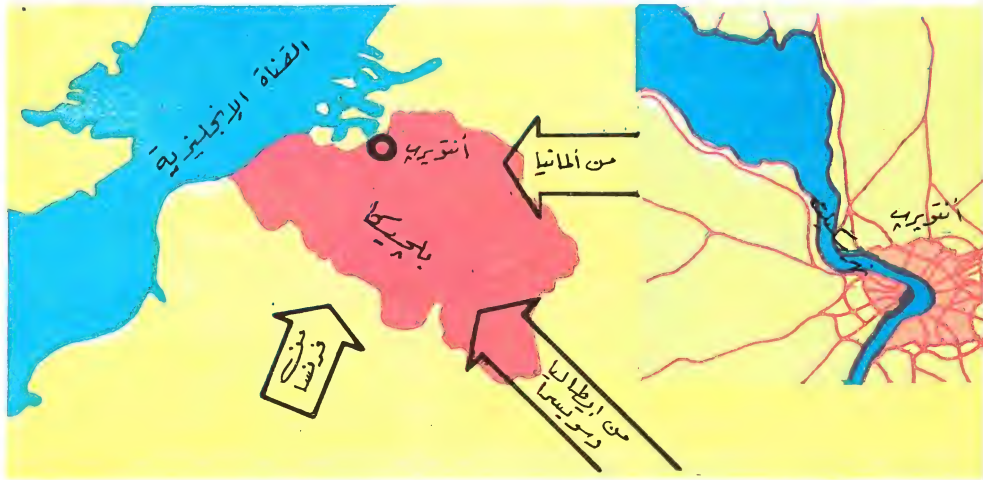 القناة الإنجليزية
أنتويرب
بلجيكا
من ألمانيا
من
فرنسا
من إيطاليا
وسويسرا
أنتويرب